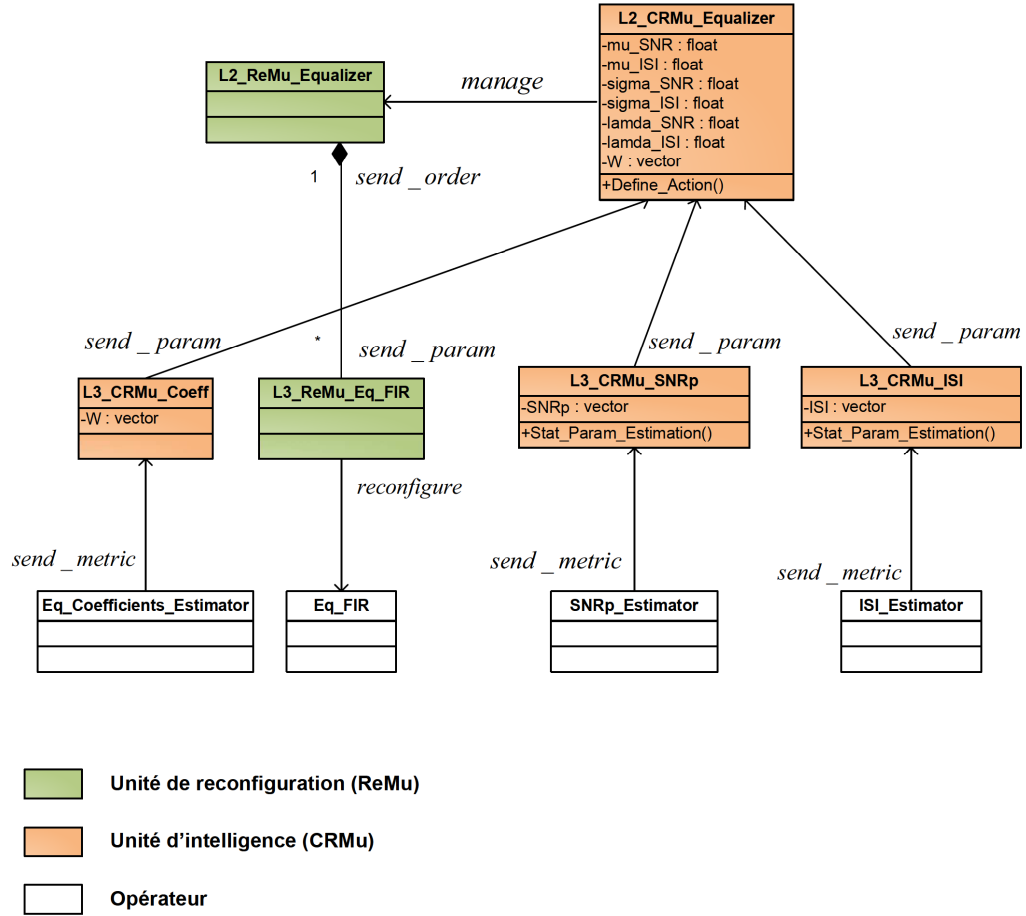 L2_CRMu_Equalizer
-mu_SNR : float
-mu_ISI : float
-sigma_SNR : float
-sigma_ISI : float
-lamda_SNR : float
-lamda_ISI : float
-W : vector
+Define_Action()
L2_ReMu_Equalizer
manage
1
send _order
send _ param
*
send _ param
send _ param
send _ param
L3_CRMu_Coeff
-W : vector
L3_ReMu_Eq_FIR
L3_CRMu_SNRp
-SNRp : vector
+Stat_Param_Estimation()
L3_CRMu_ISI
-ISI : vector
+Stat_Param_Estimation()
reconfigure
send _ metric
send _ metric
send _ metric
Eq_Coefficients_Estimator
Eq_FIR
SNRp_Estimator
ISI_Estimator
Unité de reconfiguration (ReMu)
Unité d’intelligence (CRMu)
Opérateur